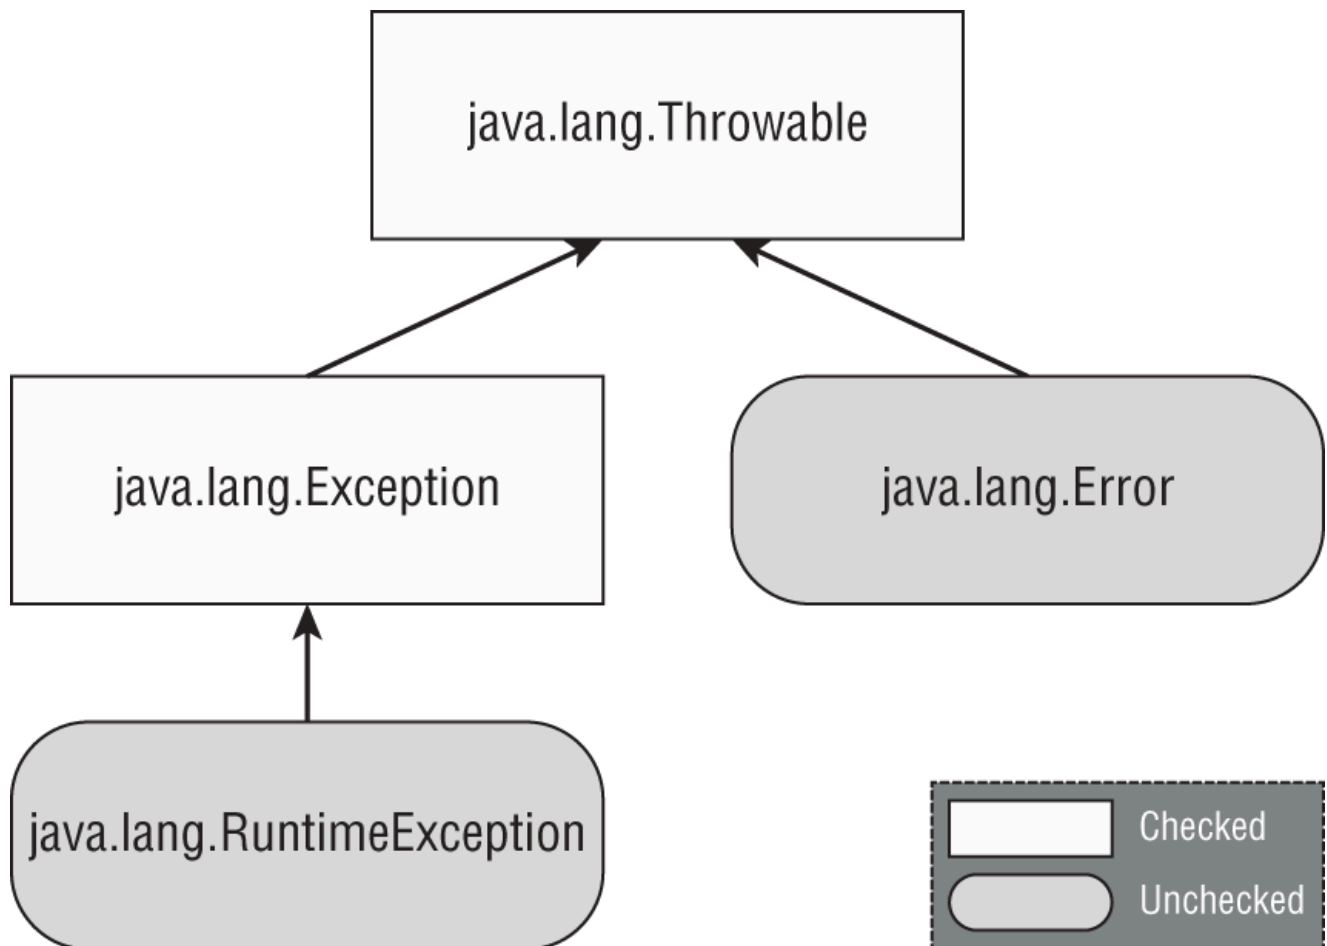 java.lang.Throwable
java.lang.Exception
java.lang.Error
java.lang.RuntimeException
Checked
Unchecked